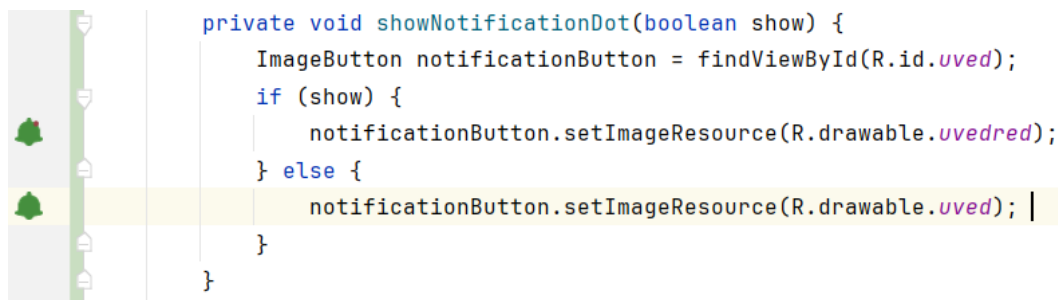 private void showNotificationDot(boolean show) {
ImageButton notificationButton = findViewById(R.id.uved);
if (show) {
notificationButton.setImageResource(R.drawable.uvedred);
} else {
notificationButton.setImageResource(R.drawable.uved);
}
}